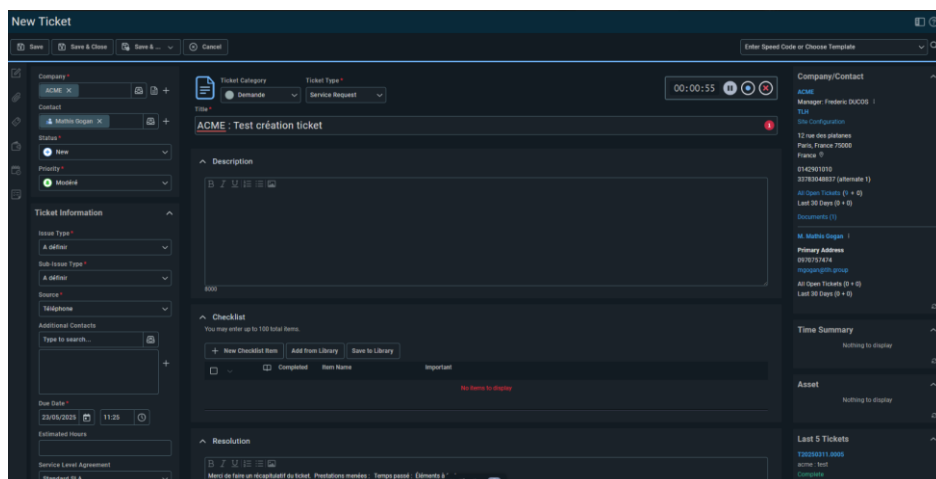 New Ticket
Save
Save & Close
Save & ...
Cancel
Enter Speed Code or Choose Template
Company *
ACME
Contact
Mathis Gogan
Status *
New
Priority *
Modéré
Ticket Information
Issue Type *
A définir
Sub-Issue Type *
A définir
Source *
Téléphone
Additional Contacts
Type to search...
Due Date *
23/05/2025
11:25
Estimated Hours
Service Level Agreement
Standard SLA
Ticket Category
Demande
Ticket Type *
Service Request
00:00:55
Title *
ACME : Test création ticket
1
Description
8000
Checklist
You may enter up to 100 total items.
New Checklist Item
Add from Library
Save to Library
Completed
Item Name
Important
No items to display
Resolution
Merci de faire un récapitulatif du ticket. Prestations menées : Temps passé : Éléments à
Company/Contact
ACME
Manager: Frederic DUCOS
TLH
Site Configuration
12 rue des platanes
Paris, France 75000
France
0142901010
33783048837 (alternate 1)
All Open Tickets (9 + 0)
Last 30 Days (0 + 0)
Documents (1)
M. Mathis Gogan
Primary Address
0970757474
mgogan@tlh.group
All Open Tickets (0 + 0)
Last 30 Days (0 + 0)
Time Summary
Nothing to display
Asset
Nothing to display
Last 5 Tickets
T20250311.0005
acme : test
Complete